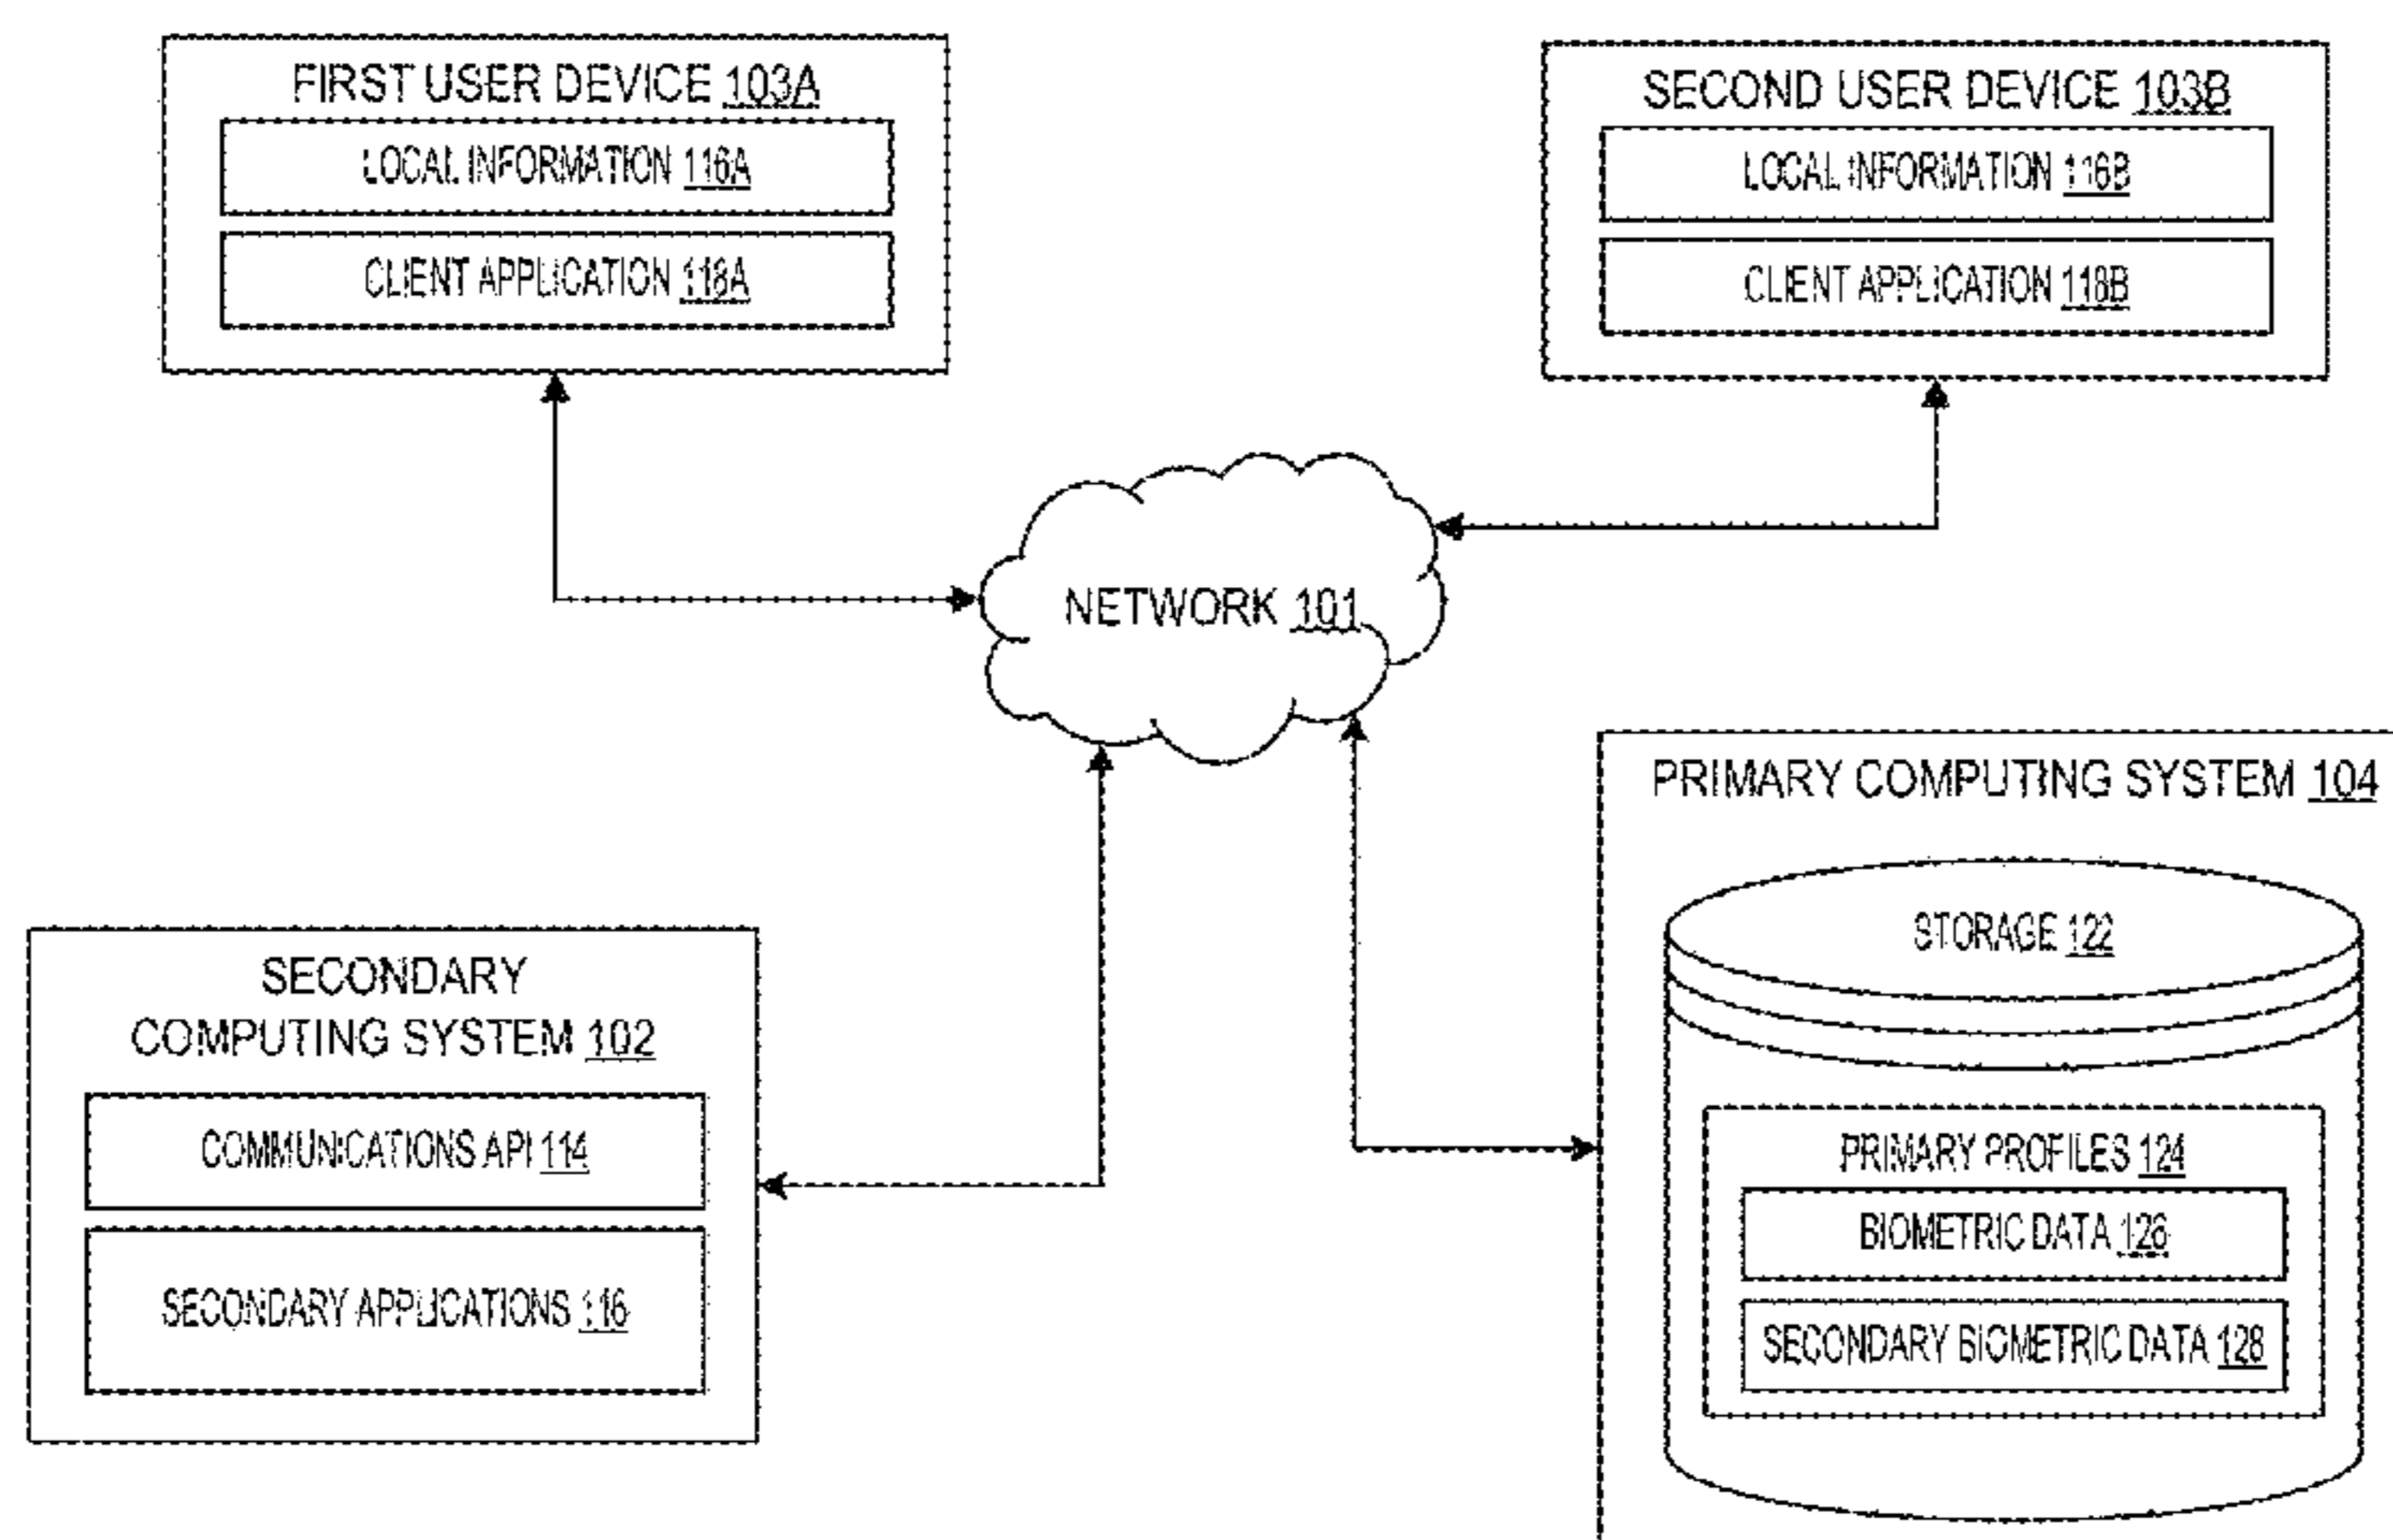 FIRST USER DEVICE 103A
LOCAL INFORMATION 116A
CLIENT APPLICATION 118A
SECOND USER DEVICE 103B
LOCAL INFORMATION 116B
CLIENT APPLICATION 118B
NETWORK 101
SECONDARY
COMPUTING SYSTEM 102
COMMUNICATIONS API 114
SECONDARY APPLICATIONS 116
PRIMARY COMPUTING SYSTEM 104
STORAGE 122
PRIMARY PROFILES 124
BIOMETRIC DATA 126
SECONDARY BIOMETRIC DATA 128